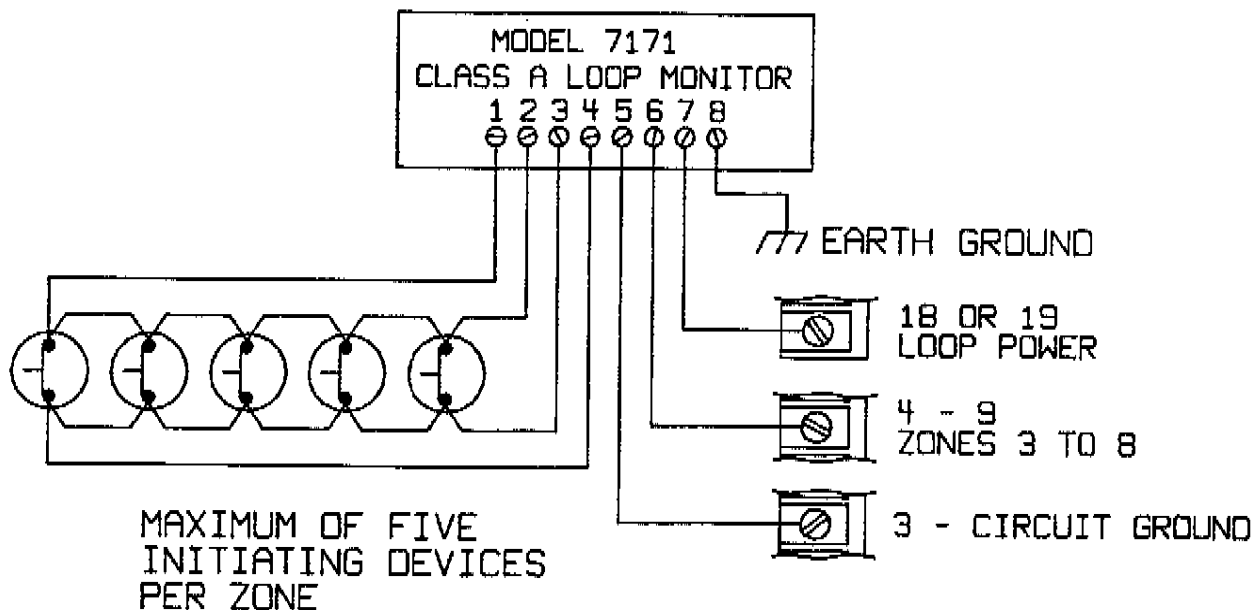 MODEL 7171
CLASS A LOOP MONITOR
1 2 3 4 5 6 7 8
EARTH GROUND
18 OR 19
LOOP POWER
4 - 9
ZONES 3 TO 8
3 - CIRCUIT GROUND
MAXIMUM OF FIVE
INITIATING DEVICES
PER ZONE